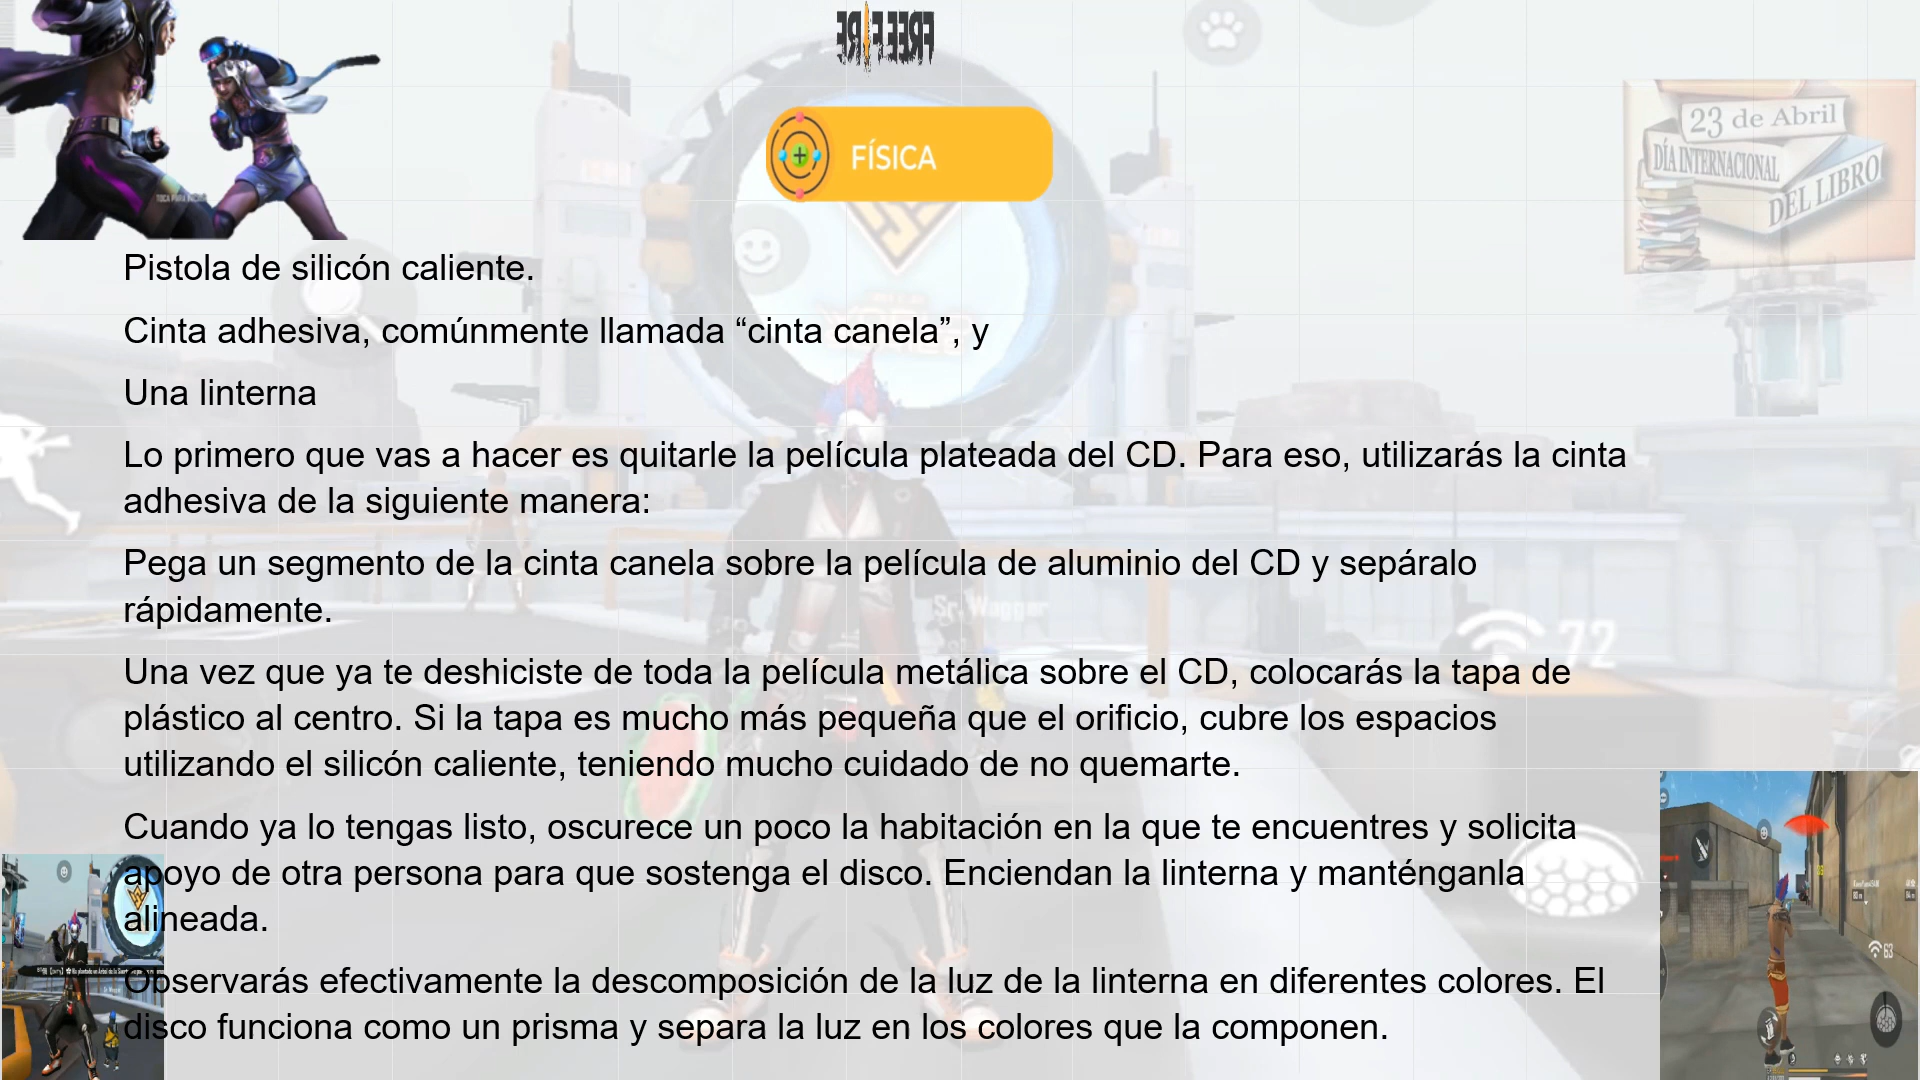 FREE FIRE
FÍSICA
23 de Abril
DÍA INTERNACIONAL
DEL LIBRO
Pistola de silicón caliente.
Cinta adhesiva, comúnmente llamada “cinta canela”, y
Una linterna
Lo primero que vas a hacer es quitarle la película plateada del CD. Para eso, utilizarás la cinta
adhesiva de la siguiente manera:
Pega un segmento de la cinta canela sobre la película de aluminio del CD y sepáralo
rápidamente.
Sr.Wagger
72
Una vez que ya te deshiciste de toda la película metálica sobre el CD, colocarás la tapa de
plástico al centro. Si la tapa es mucho más pequeña que el orificio, cubre los espacios
utilizando el silicón caliente, teniendo mucho cuidado de no quemarte.
Cuando ya lo tengas listo, oscurece un poco la habitación en la que te encuentres y solicita
apoyo de otra persona para que sostenga el disco. Enciendan la linterna y manténganla
alineada.
63
Observarás efectivamente la descomposición de la luz de la linterna en diferentes colores. El
disco funciona como un prisma y separa la luz en los colores que la componen.